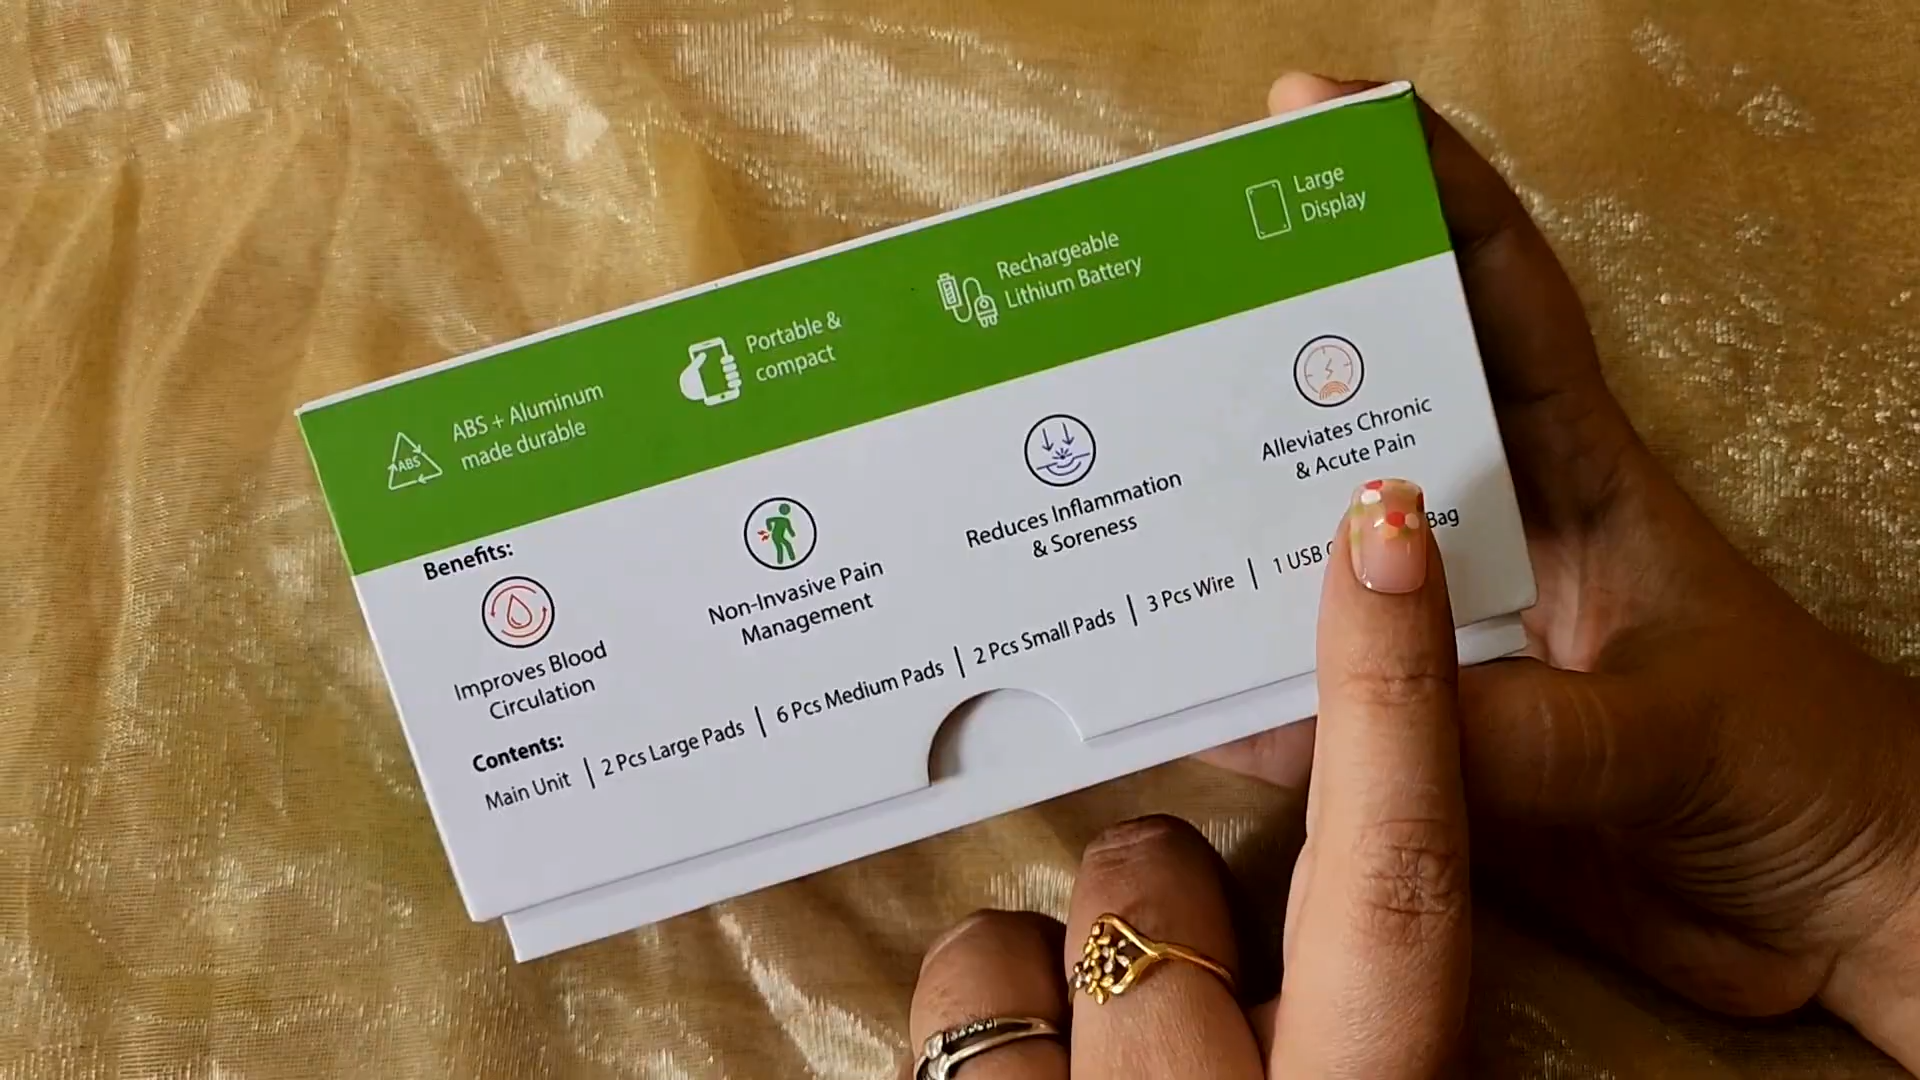 ABS
ABS + Aluminum
made durable
Portable &
compact
Rechargeable
Lithium Battery
Large
Display
Benefits:
Improves Blood
Circulation
Non-Invasive Pain
Management
Reduces Inflammation
& Soreness
Alleviates Chronic
& Acute Pain
Contents:
Main Unit | 2 Pcs Large Pads | 6 Pcs Medium Pads | 2 Pcs Small Pads | 3 Pcs Wire | 1 USB Bag